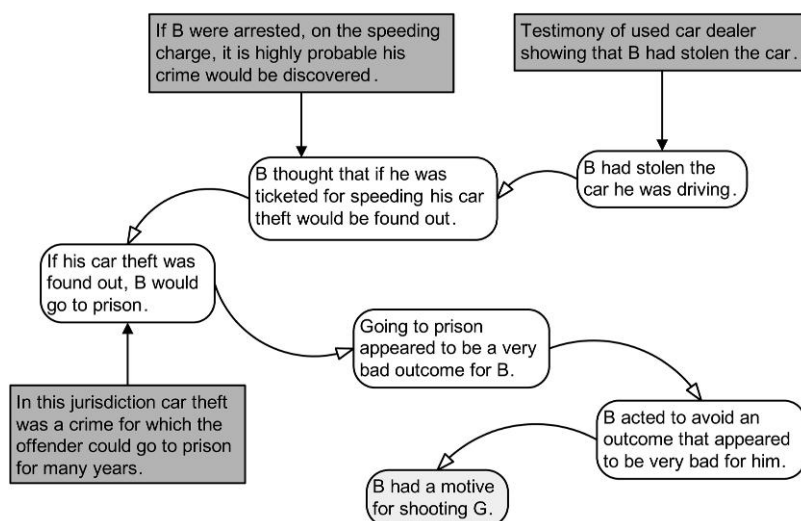 If B were arrested, on the speeding
charge, it is highly probable his
crime would be discovered.
Testimony of used car dealer
showing that B had stolen the car.
B thought that if he was
ticketed for speeding his car
theft would be found out.
B had stolen the
car he was driving.
If his car theft was
found out, B would
go to prison.
Going to prison
appeared to be a very
bad outcome for B.
In this jurisdiction car theft
was a crime for which the
offender could go to prison
for many years.
B acted to avoid an
outcome that appeared
to be very bad for him.
B had a motive
for shooting G.